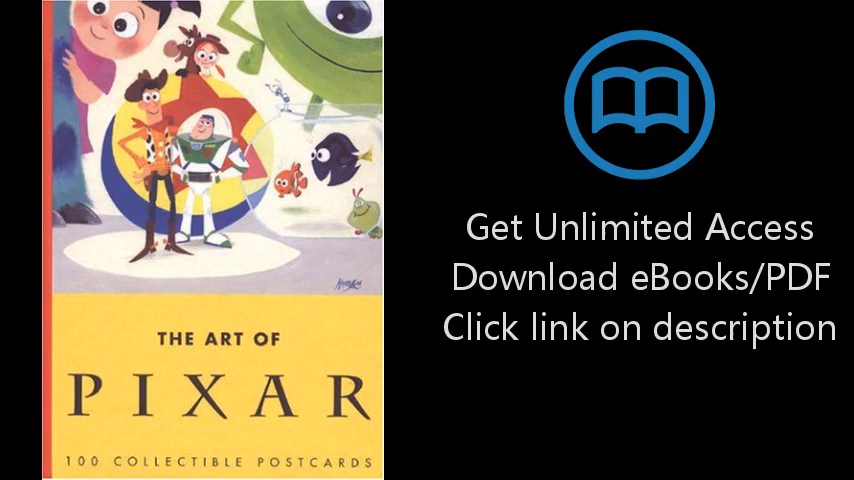 THE ART OF
PIXAR
100 COLLECTIBLE POSTCARDS
Get Unlimited Access
Download eBooks/PDF
Click link on description